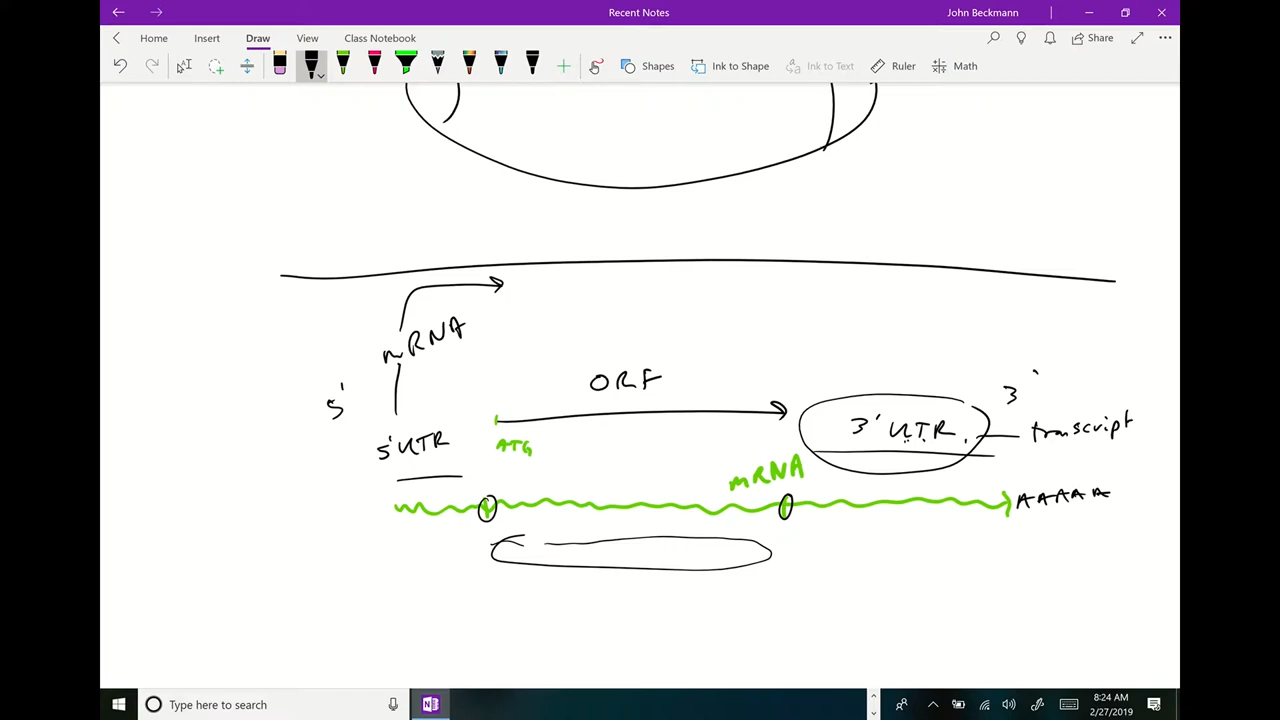 Recent Notes
John Beckmann
Home Insert Draw View Class Notebook
Share
Shapes Ink to Shape Ink to Text Ruler Math
mRNA
5'
ORF
3'
5'UTR
ATG
3' UTR.
transcript
mRNA
AAAAA
Type here to search
8:24 AM
2/27/2019